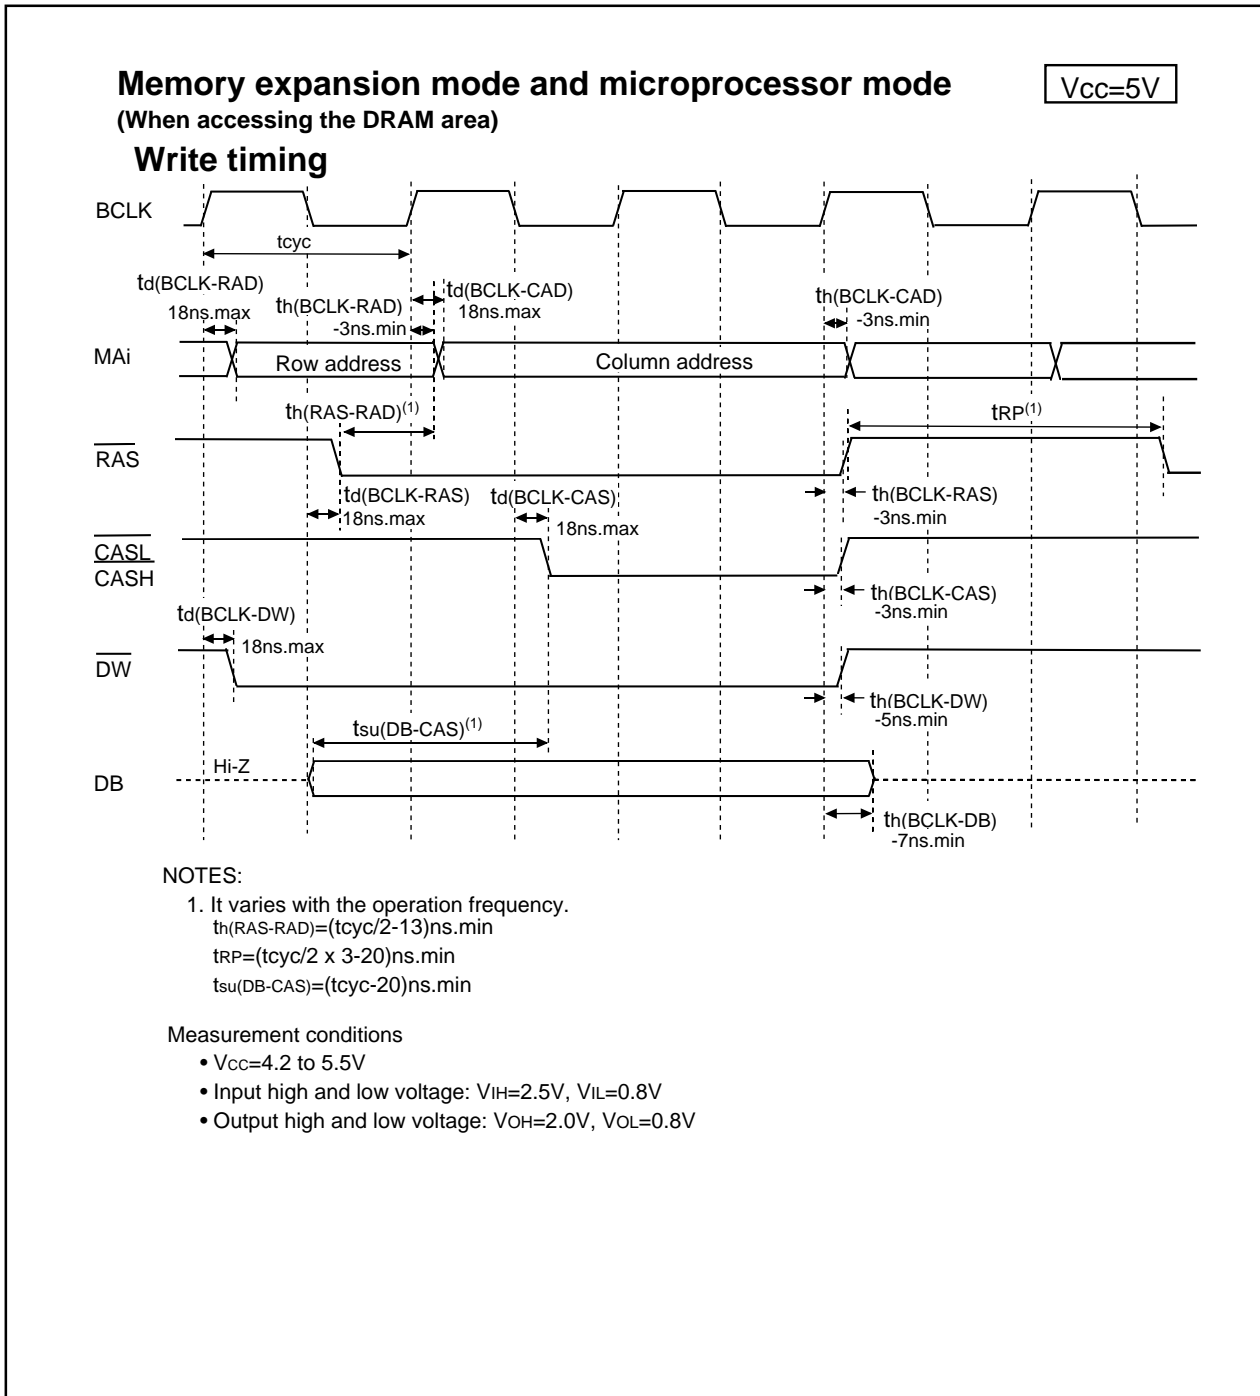 Memory expansion mode and microprocessor mode
Vcc=5V
(When accessing the DRAM area)
Write timing
BCLK
tcyc
td(BCLK-RAD)
18ns.max
th(BCLK-RAD)
-3ns.min
td(BCLK-CAD)
18ns.max
th(BCLK-CAD)
-3ns.min
MAi
Row address
Column address
th(RAS-RAD)(1)
tRP(1)
RAS
td(BCLK-RAS)
18ns.max
td(BCLK-CAS)
18ns.max
th(BCLK-RAS)
-3ns.min
CASL
CASH
th(BCLK-CAS)
-3ns.min
td(BCLK-DW)
18ns.max
DW
th(BCLK-DW)
-5ns.min
tsu(DB-CAS)(1)
Hi-Z
DB
th(BCLK-DB)
-7ns.min
NOTES:
1. It varies with the operation frequency.
th(RAS-RAD)=(tcyc/2-13)ns.min
tRP=(tcyc/2 x 3-20)ns.min
tsu(DB-CAS)=(tcyc-20)ns.min
Measurement conditions
• VCC=4.2 to 5.5V
• Input high and low voltage: VIH=2.5V, VIL=0.8V
• Output high and low voltage: VOH=2.0V, VOL=0.8V